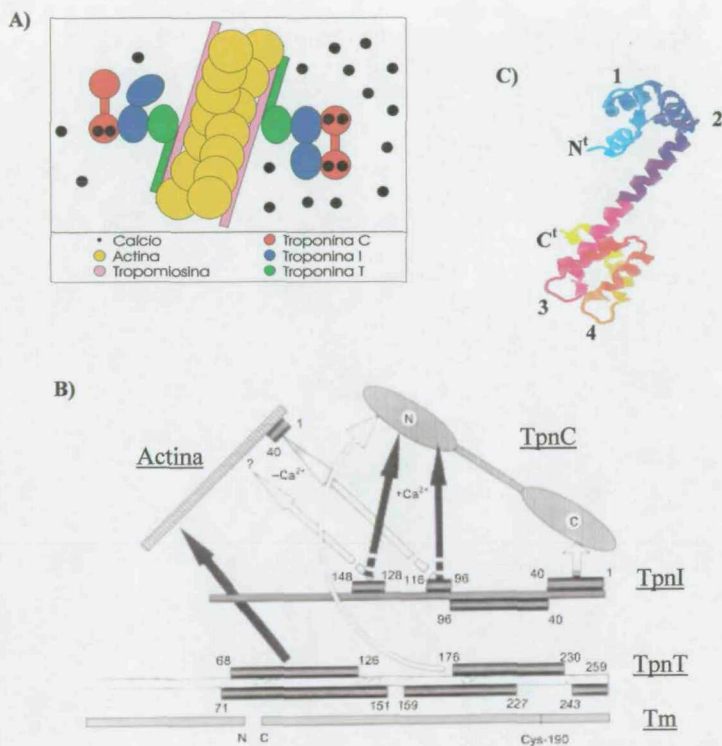 A)
Calcio
Actina
Tropomiosina
Troponina C
Troponina I
Troponina T
C)
1
2
Nᵗ
Cᵗ
3
4
B)
Actina
1
40
?
–Ca²⁺
+Ca²⁺
N
TpnC
C
148
128
116
96
40
1
TpnI
96
40
68
126
176
230
259
TpnT
71
151
159
227
243
Tm
N
C
Cys-190